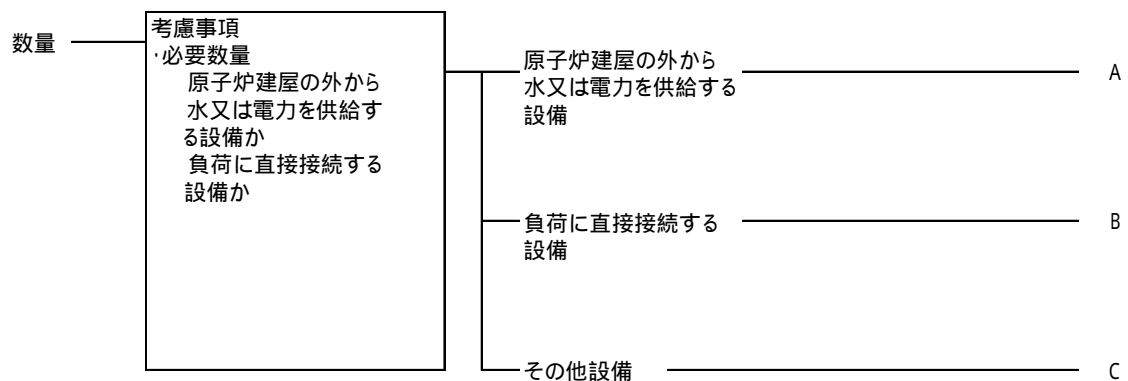 数量
考慮事項
・必要数量
原子炉建屋の外から
水又は電力を供給す
る設備か
負荷に直接接続する
設備か
原子炉建屋の外から
水又は電力を供給する
設備
A
負荷に直接接続する
設備
B
その他設備
C